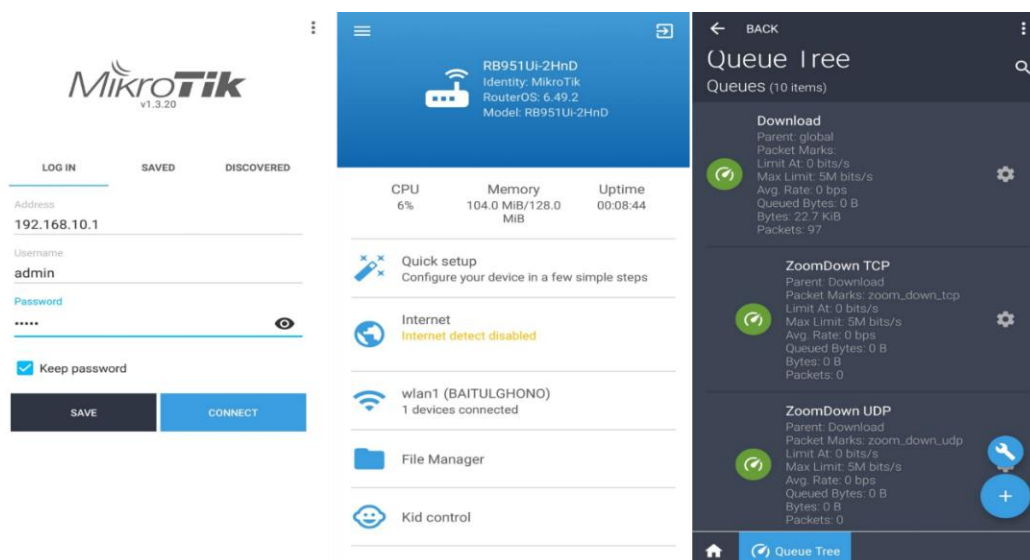 MikroTik
v1.3.20
LOG IN SAVED DISCOVERED
Address
192.168.10.1
Username
admin
Password
•••••
Keep password
SAVE CONNECT
RB951Ui-2HnD
Identity: MikroTik
RouterOS: 6.49.2
Model: RB951Ui-2HnD
CPU Memory Uptime
6% 104.0 MiB/128.0 MiB 00:08:44
Quick setup
Configure your device in a few simple steps
Internet
Internet detect disabled
wlan1 (BAITULGHONO)
1 devices connected
File Manager
Kid control
BACK
Queue Tree
Queues (10 items)
Download
Parent: global
Packet Marks:
Limit At: 0 bits/s
Max Limit: 5M bits/s
Avg. Rate: 0 bps
Queued Bytes: 0 B
Bytes: 22.7 KiB
Packets: 97
ZoomDown TCP
Parent: Download
Packet Marks: zoom_down_tcp
Limit At: 0 bits/s
Max Limit: 5M bits/s
Avg. Rate: 0 bps
Queued Bytes: 0 B
Bytes: 0 B
Packets: 0
ZoomDown UDP
Parent: Download
Packet Marks: zoom_down_udp
Limit At: 0 bits/s
Max Limit: 5M bits/s
Avg. Rate: 0 bps
Queued Bytes: 0 B
Bytes: 0 B
Packets: 0
Queue Tree